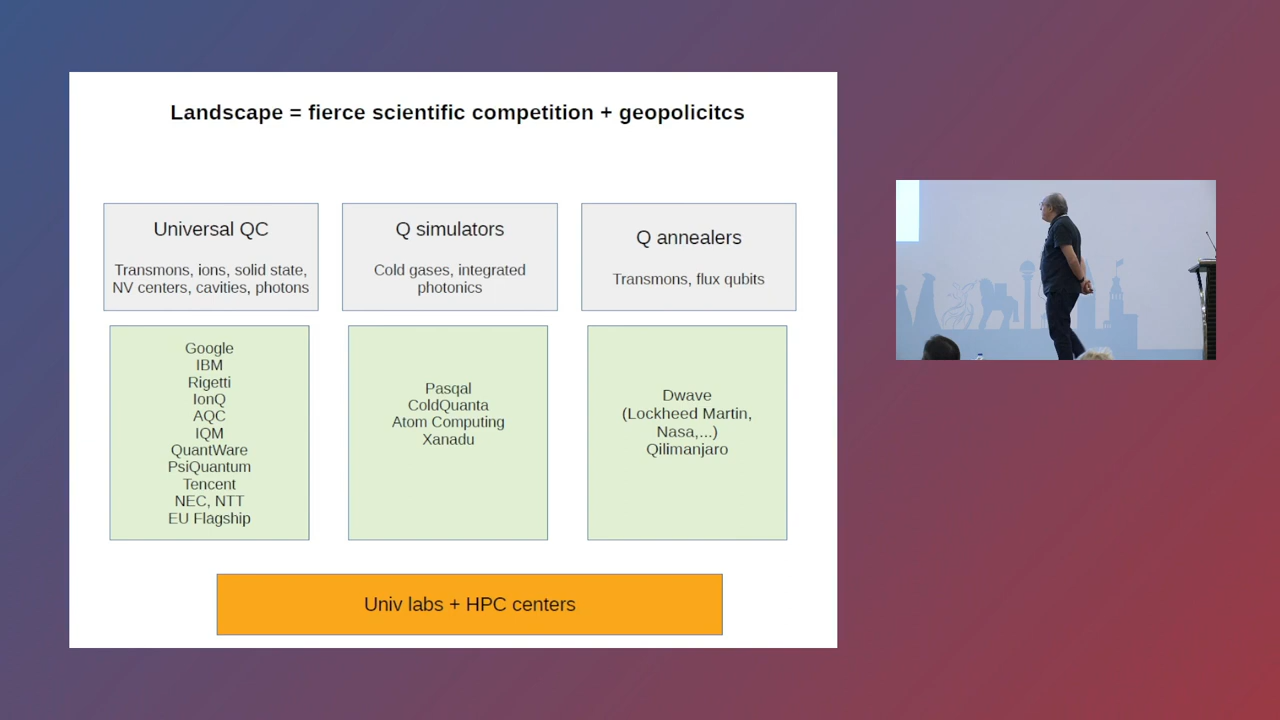 Landscape = fierce scientific competition + geopolicitcs
Universal QC
Transmons, ions, solid state,
NV centers, cavities, photons
Q simulators
Cold gases, integrated
photonics
Q annealers
Transmons, flux qubits
Google
IBM
Rigetti
IonQ
AQC
IQM
QuantWare
PsiQuantum
Tencent
NEC, NTT
EU Flagship
Pasqal
ColdQuanta
Atom Computing
Xanadu
Dwave
(Lockheed Martin,
Nasa,...)
Qilimanjaro
Univ labs + HPC centers